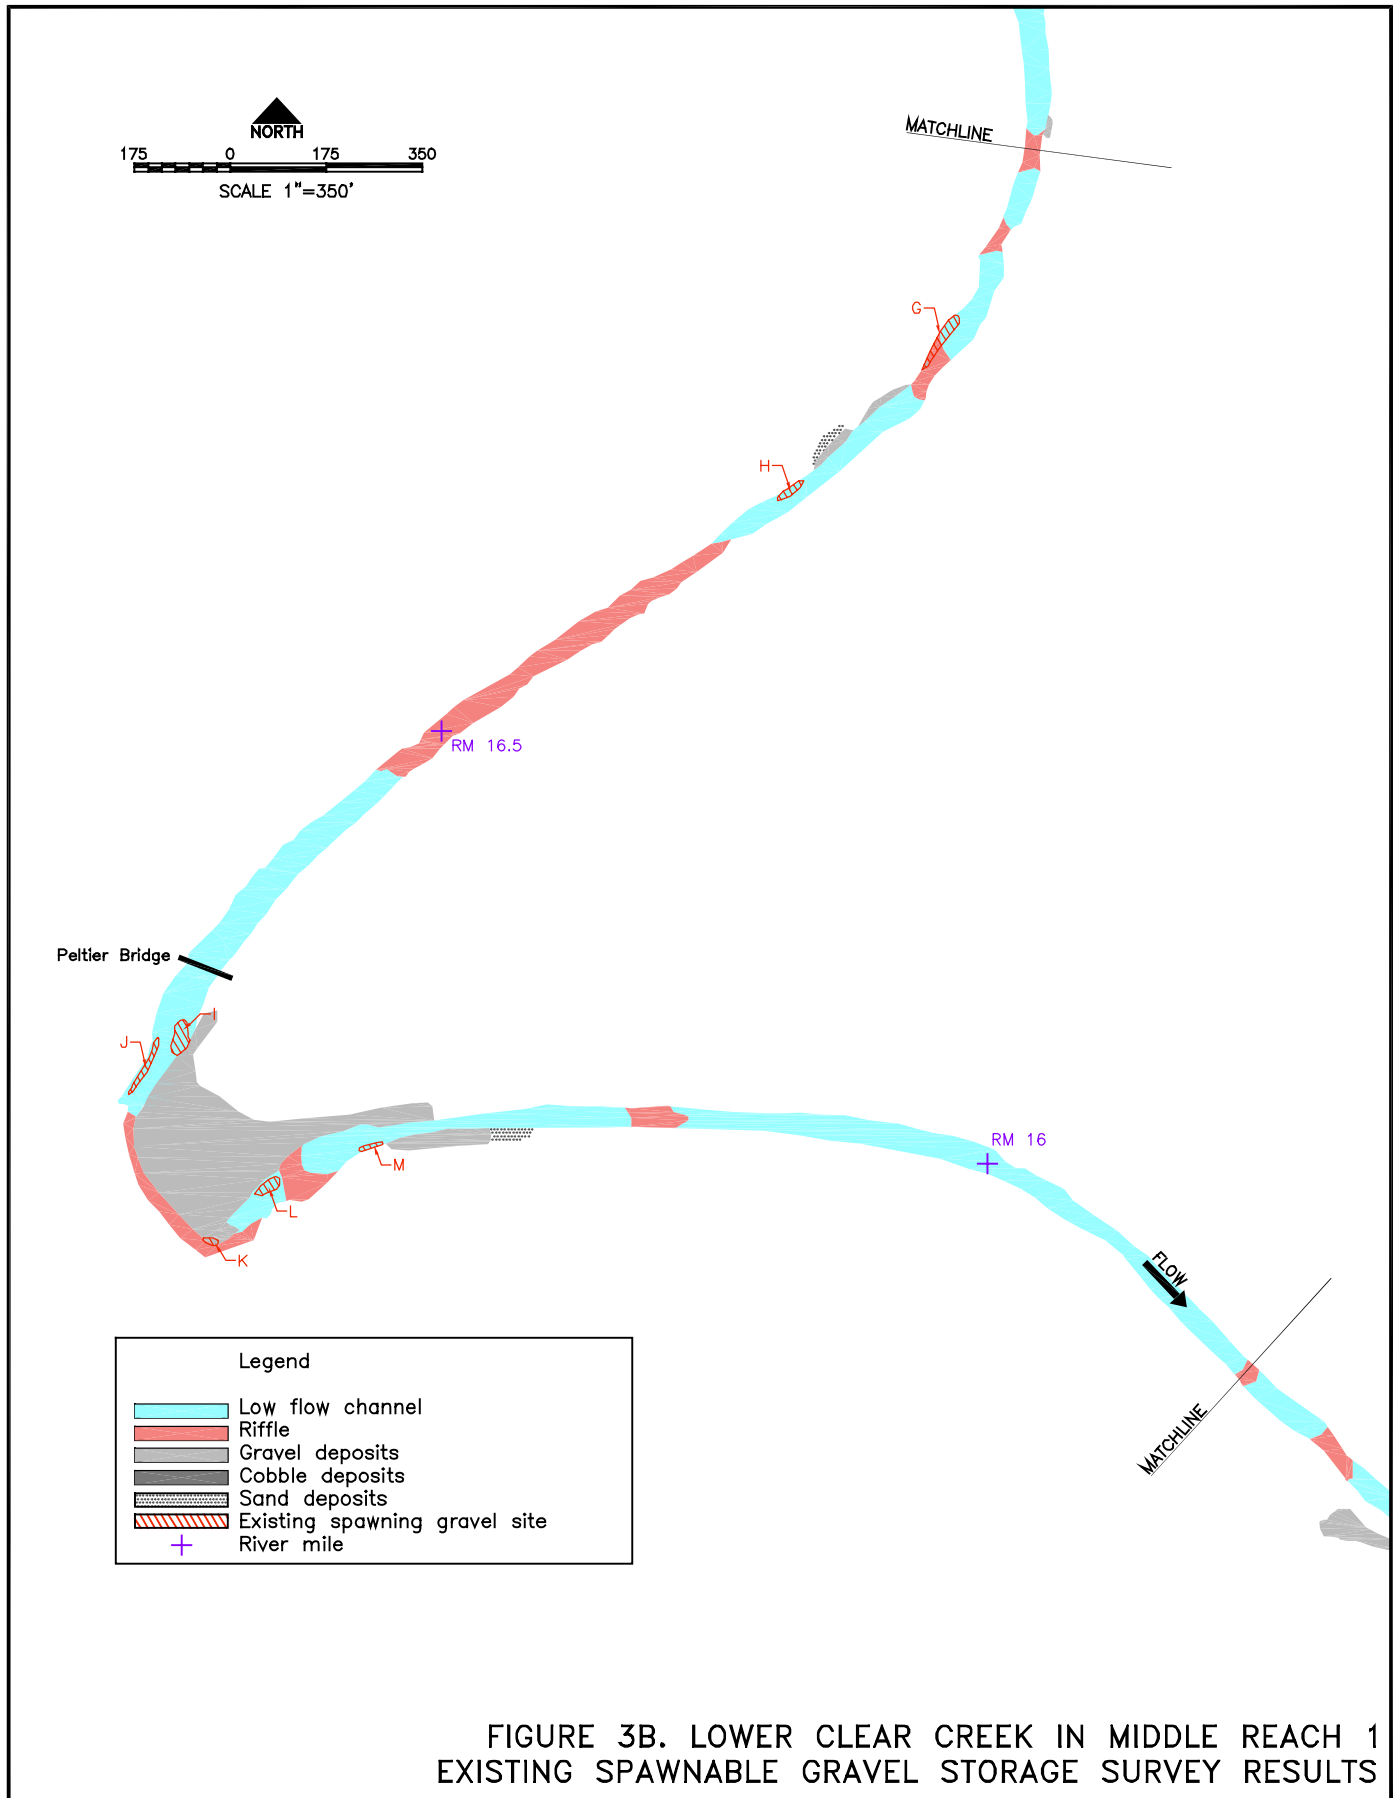 MATCHLINE
NORTH
175 0 175 350
SCALE 1"=350'
G
H
RM 16.5
Peltier Bridge
I
J
RM 16
M
L
K
FLOW
MATCHLINE
Legend
Low flow channel
Riffle
Gravel deposits
Cobble deposits
Sand deposits
Existing spawning gravel site
River mile
FIGURE 3B. LOWER CLEAR CREEK IN MIDDLE REACH 1
EXISTING SPAWNABLE GRAVEL STORAGE SURVEY RESULTS